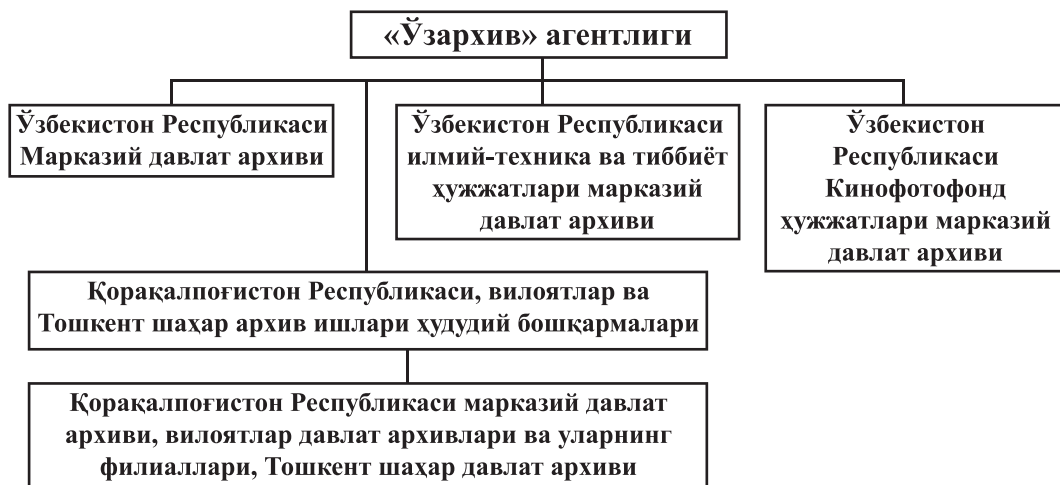 «Ўзархив» агентлиги
Ўзбекистон Республикаси
Марказий давлат архиви
Ўзбекистон Республикаси
илмий-техника ва тиббиёт
ҳужжатлари марказий
давлат архиви
Ўзбекистон
Республикаси
Кинофотофонд
ҳужжатлари марказий
давлат архиви
Қорақалпоғистон Республикаси, вилоятлар ва
Тошкент шаҳар архив ишлари ҳудудий бошқармалари
Қорақалпоғистон Республикаси марказий давлат
архиви, вилоятлар давлат архивлари ва уларнинг
филиаллари, Тошкент шаҳар давлат архиви